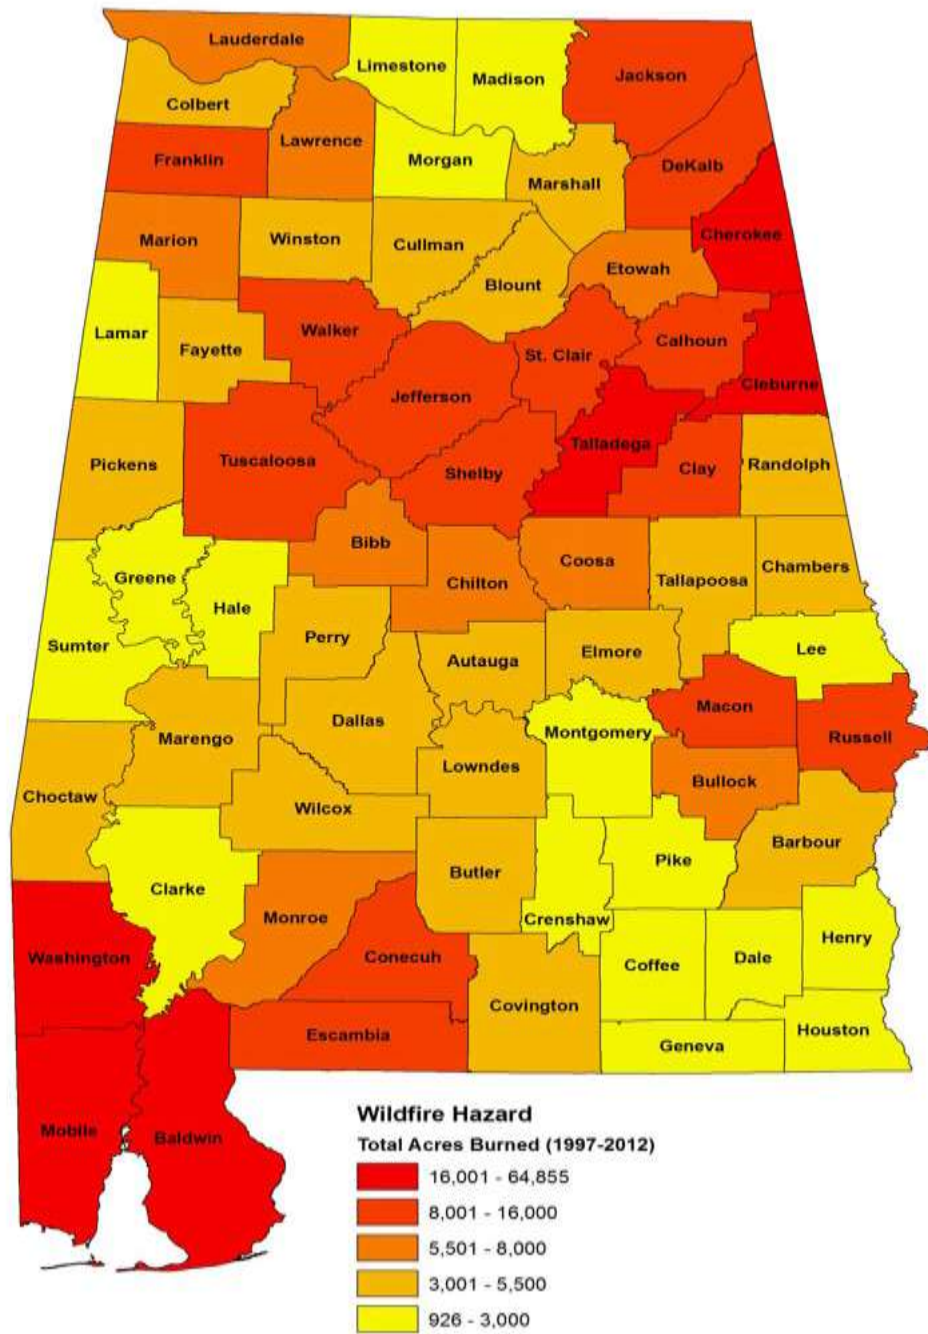 Lauderdale
Limestone
Madison
Jackson
Colbert
Lawrence
Franklin
Morgan
Marshall
DeKalb
Cherokee
Marion
Winston
Cullman
Blount
Etowah
Lamar
Fayette
Walker
Jefferson
St. Clair
Calhoun
Cleburne
Pickens
Tuscaloosa
Shelby
Talladega
Clay
Randolph
Greene
Hale
Bibb
Chilton
Coosa
Tallapoosa
Chambers
Sumter
Perry
Autauga
Elmore
Lee
Marengo
Dallas
Lowndes
Montgomery
Macon
Russell
Choctaw
Wilcox
Bullock
Clarke
Monroe
Butler
Crenshaw
Pike
Barbour
Washington
Conecuh
Covington
Coffee
Dale
Henry
Escambia
Geneva
Houston
Mobile
Baldwin
Wildfire Hazard
Total Acres Burned (1997-2012)
16,001 - 64,855
8,001 - 16,000
5,501 - 8,000
3,001 - 5,500
926 - 3,000